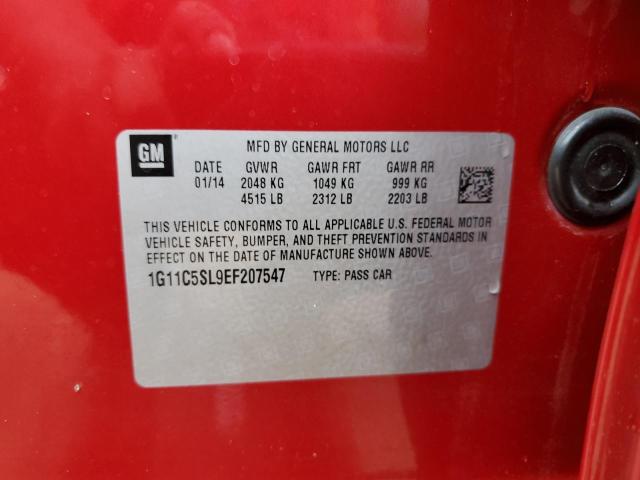 GM
MFD BY GENERAL MOTORS LLC
DATE GVWR GAWR FRT GAWR RR
01/14 2048 KG 1049 KG 999 KG
4515 LB 2312 LB 2203 LB
THIS VEHICLE CONFORMS TO ALL APPLICABLE U.S. FEDERAL MOTOR
VEHICLE SAFETY, BUMPER, AND THEFT PREVENTION STANDARDS IN
EFFECT ON THE DATE OF MANUFACTURE SHOWN ABOVE.
1G11C5SL9EF207547 TYPE: PASS CAR